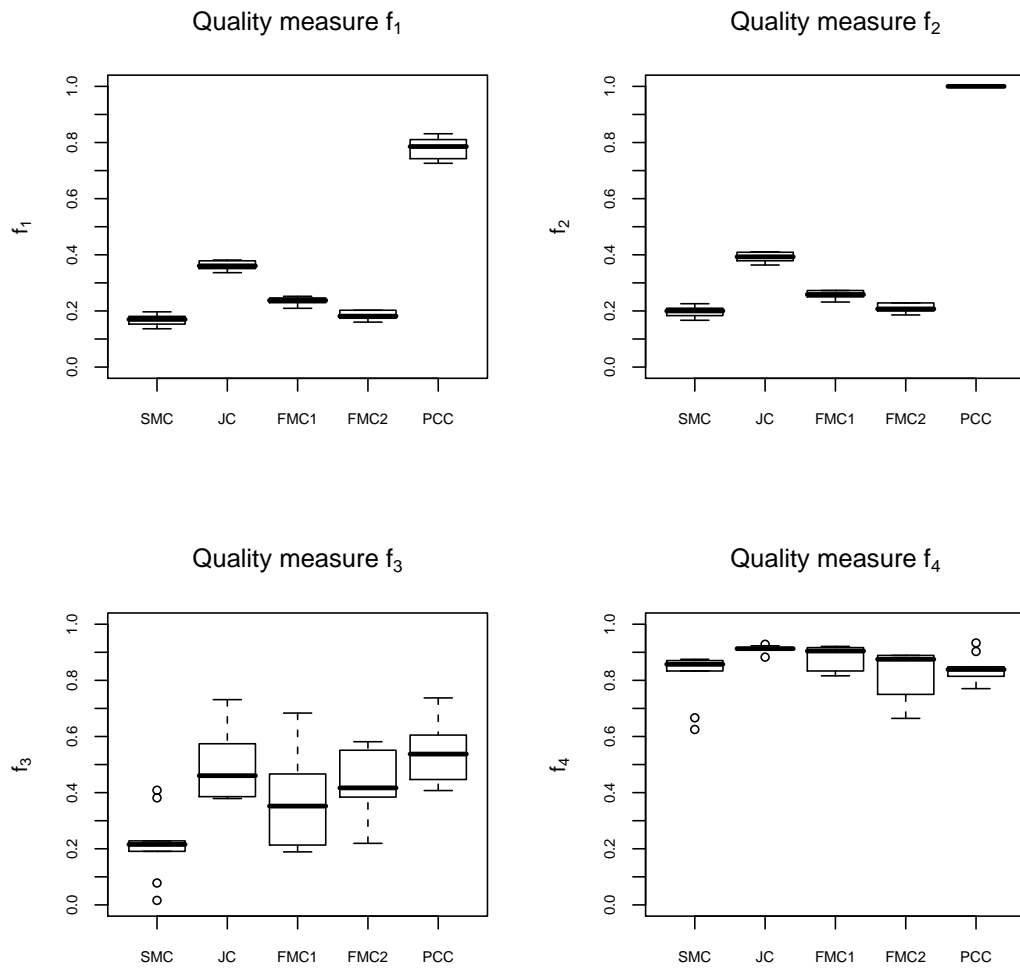 Quality measure f1
Quality measure f2
f1
1.0
0.8
0.6
0.4
0.2
0.0
SMC JC FMC1 FMC2 PCC
f2
1.0
0.8
0.6
0.4
0.2
0.0
SMC JC FMC1 FMC2 PCC
Quality measure f3
Quality measure f4
f3
1.0
0.8
0.6
0.4
0.2
0.0
SMC JC FMC1 FMC2 PCC
f4
1.0
0.8
0.6
0.4
0.2
0.0
SMC JC FMC1 FMC2 PCC